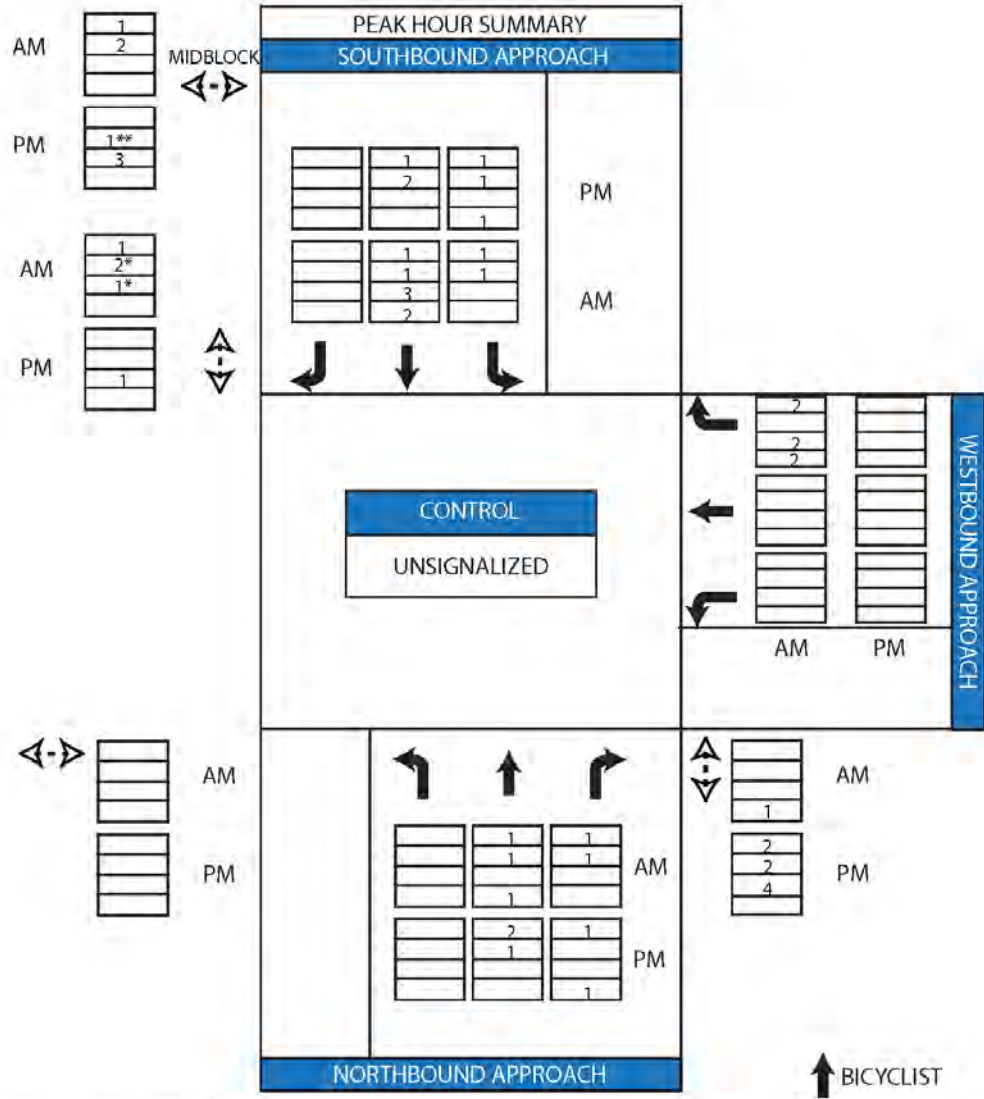 PEAK HOUR SUMMARY
SOUTHBOUND APPROACH
AM
1
2
MIDBLOCK
PM
1**
3
AM
1
2*
1*
PM
1
1
2
1
1
1
PM
1
1
3
2
1
1
AM
CONTROL
UNSIGNALIZED
2
2
2
AM
PM
WESTBOUND APPROACH
AM
PM
1
1
1
1
1
AM
2
1
1
1
PM
1
AM
2
2
4
PM
NORTHBOUND APPROACH
BICYCLIST